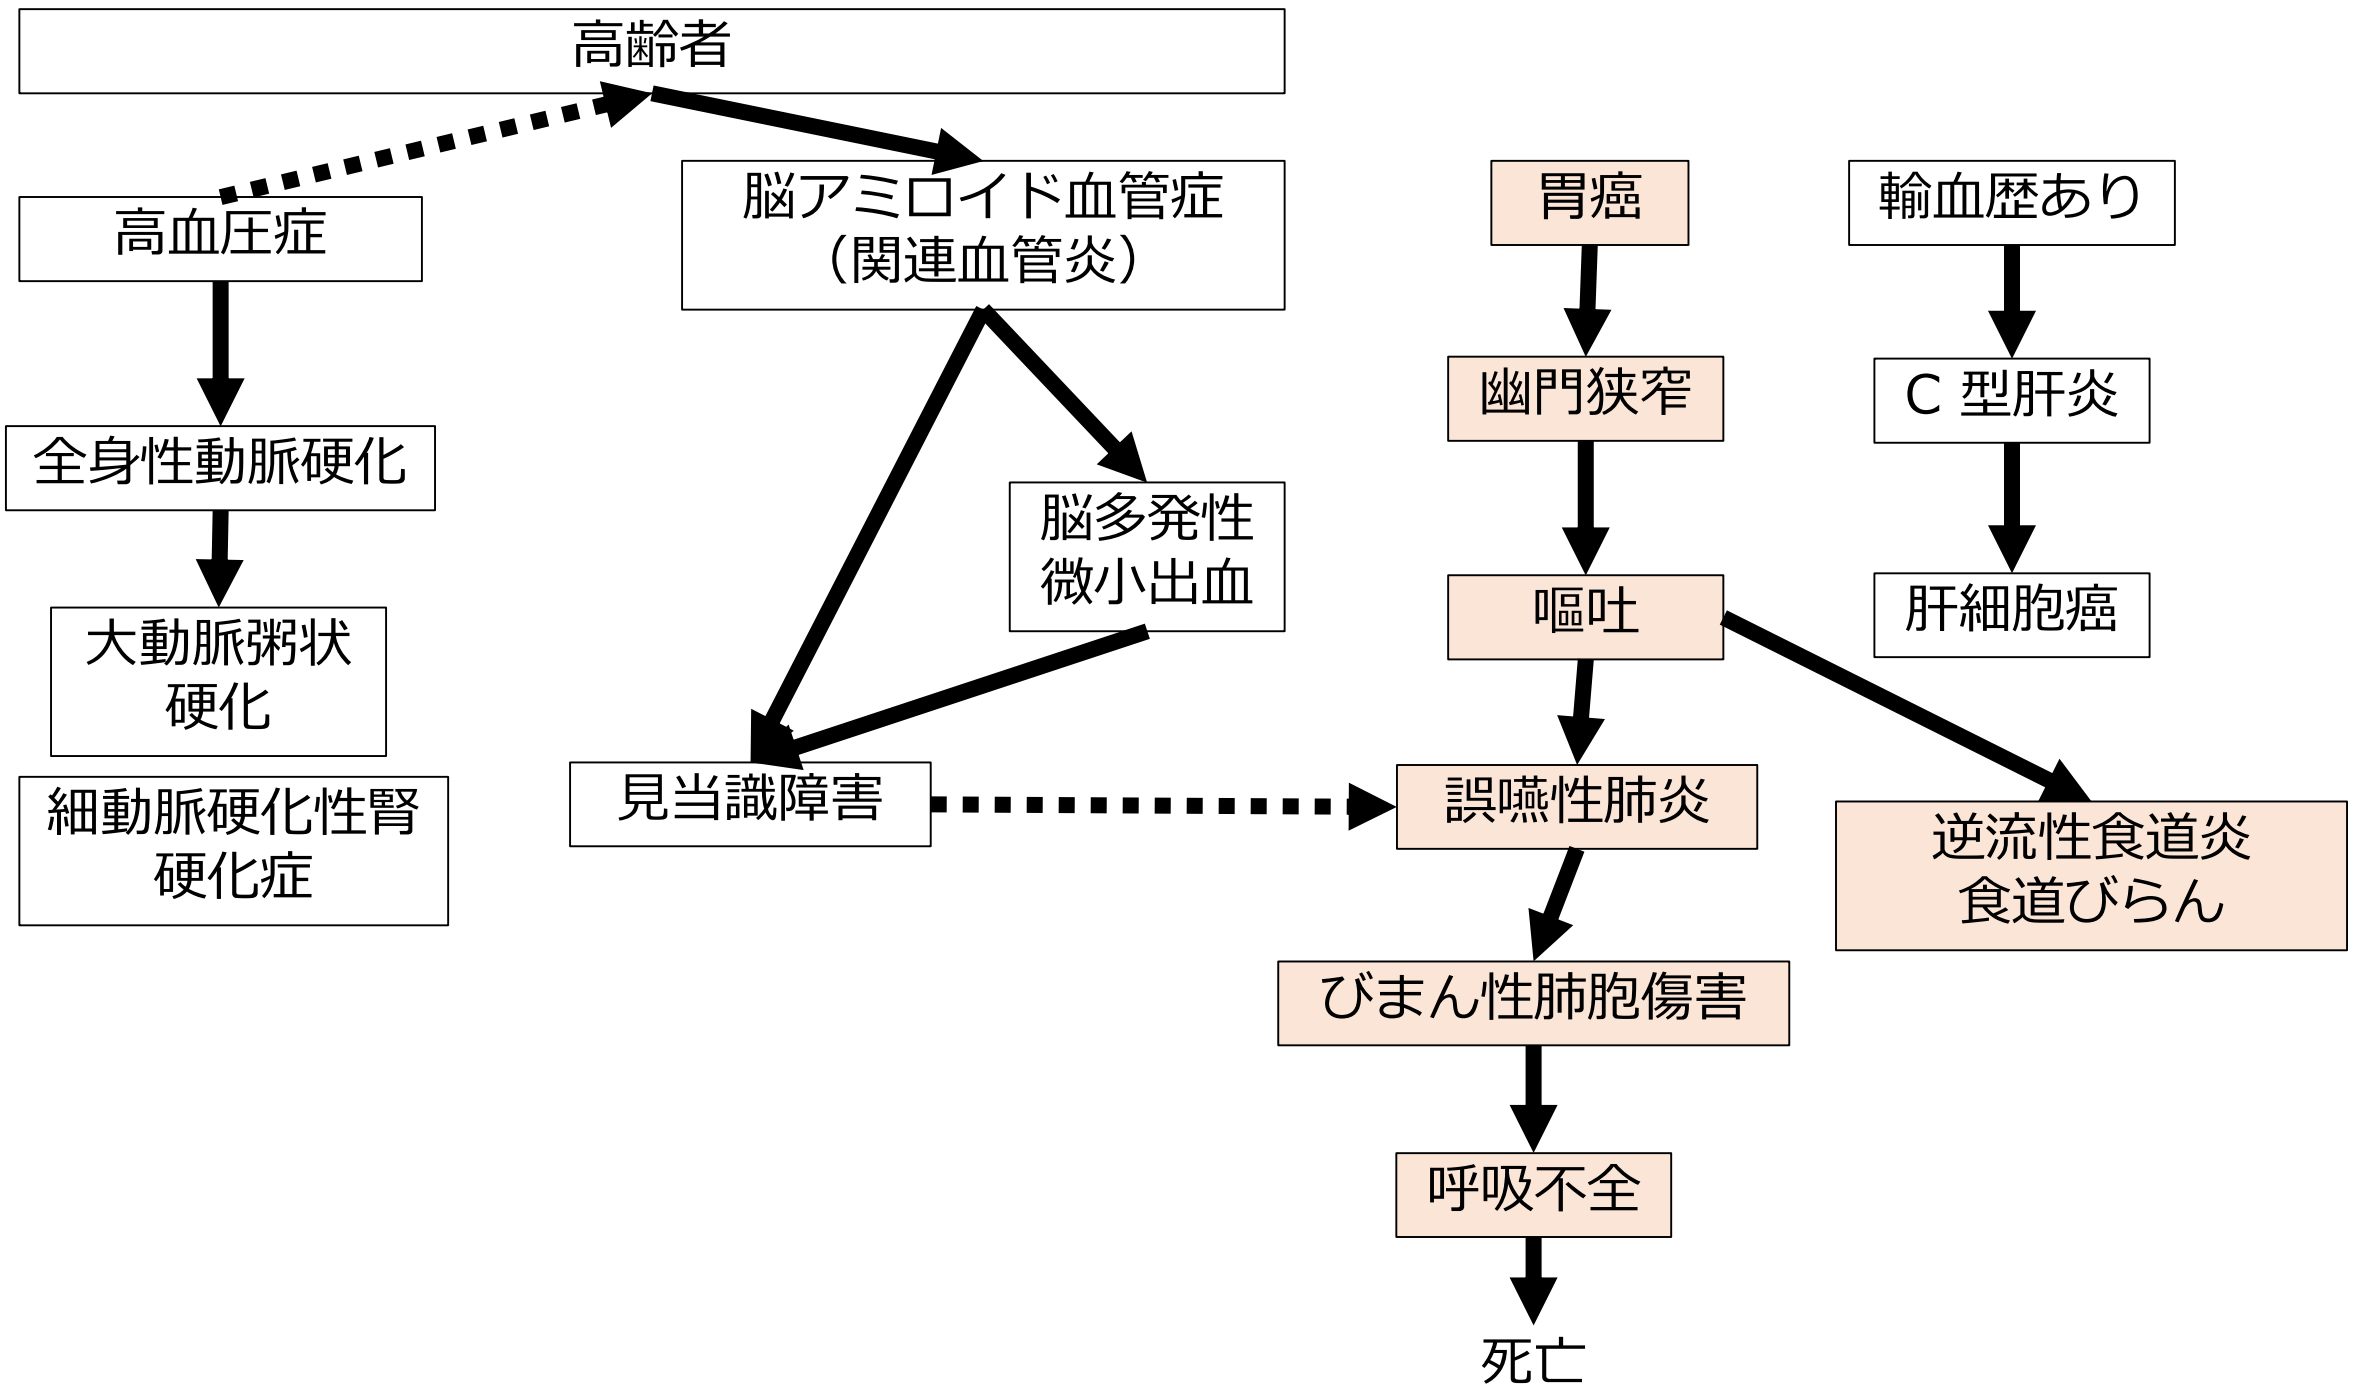 高齢者
高血圧症
脳アミロイド血管症
（関連血管炎）
胃癌
輸血歴あり
全身性動脈硬化
幽門狭窄
C 型肝炎
脳多発性
微小出血
大動脈粥状
硬化
嘔吐
肝細胞癌
細動脈硬化性腎
硬化症
見当識障害
誤嚥性肺炎
逆流性食道炎
食道びらん
びまん性肺胞傷害
呼吸不全
死亡